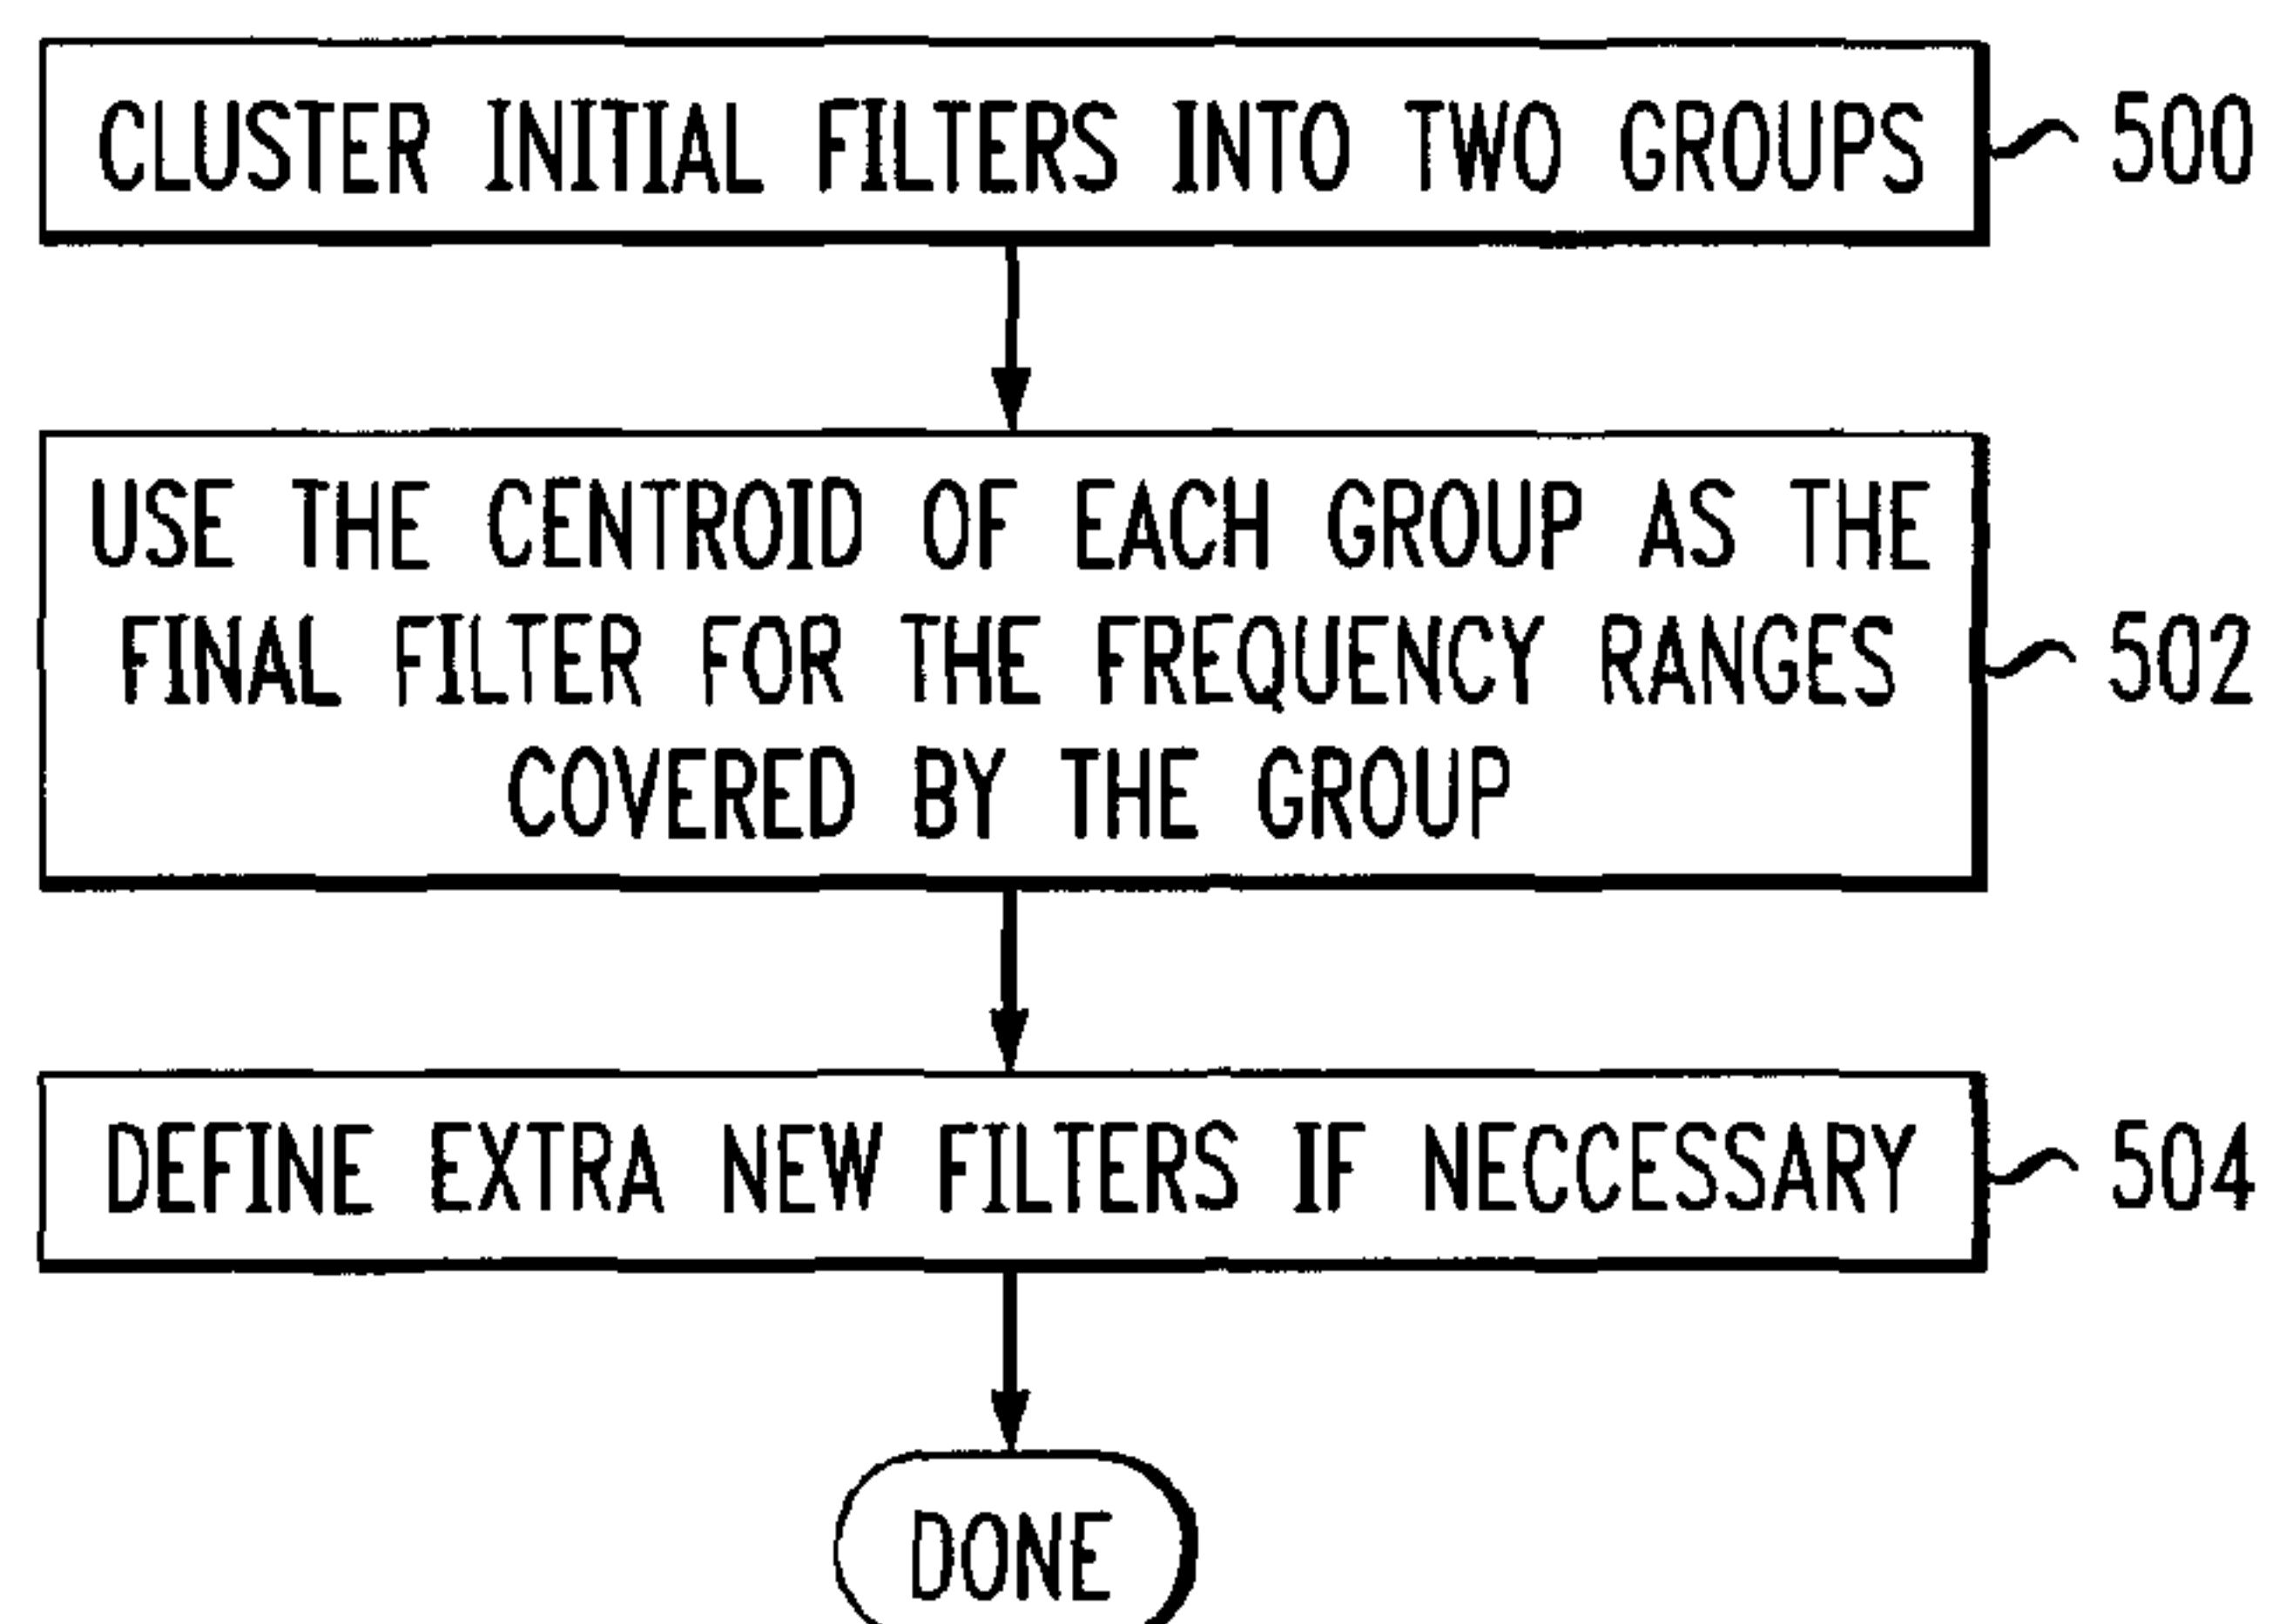 CLUSTER INITIAL FILTERS INTO TWO GROUPS
500
USE THE CENTROID OF EACH GROUP AS THE
FINAL FILTER FOR THE FREQUENCY RANGES
COVERED BY THE GROUP
502
DEFINE EXTRA NEW FILTERS IF NECCESSARY
504
DONE